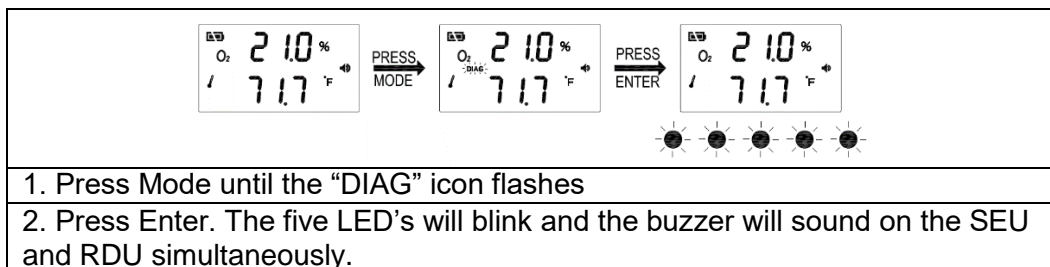 21.0 % PRESS 21.0 % PRESS 21.0 %
O₂ O₂ O₂
MODE DIAG ENTER
71.7 °F 71.7 °F 71.7 °F
1. Press Mode until the “DIAG” icon flashes
2. Press Enter. The five LED’s will blink and the buzzer will sound on the SEU
and RDU simultaneously.